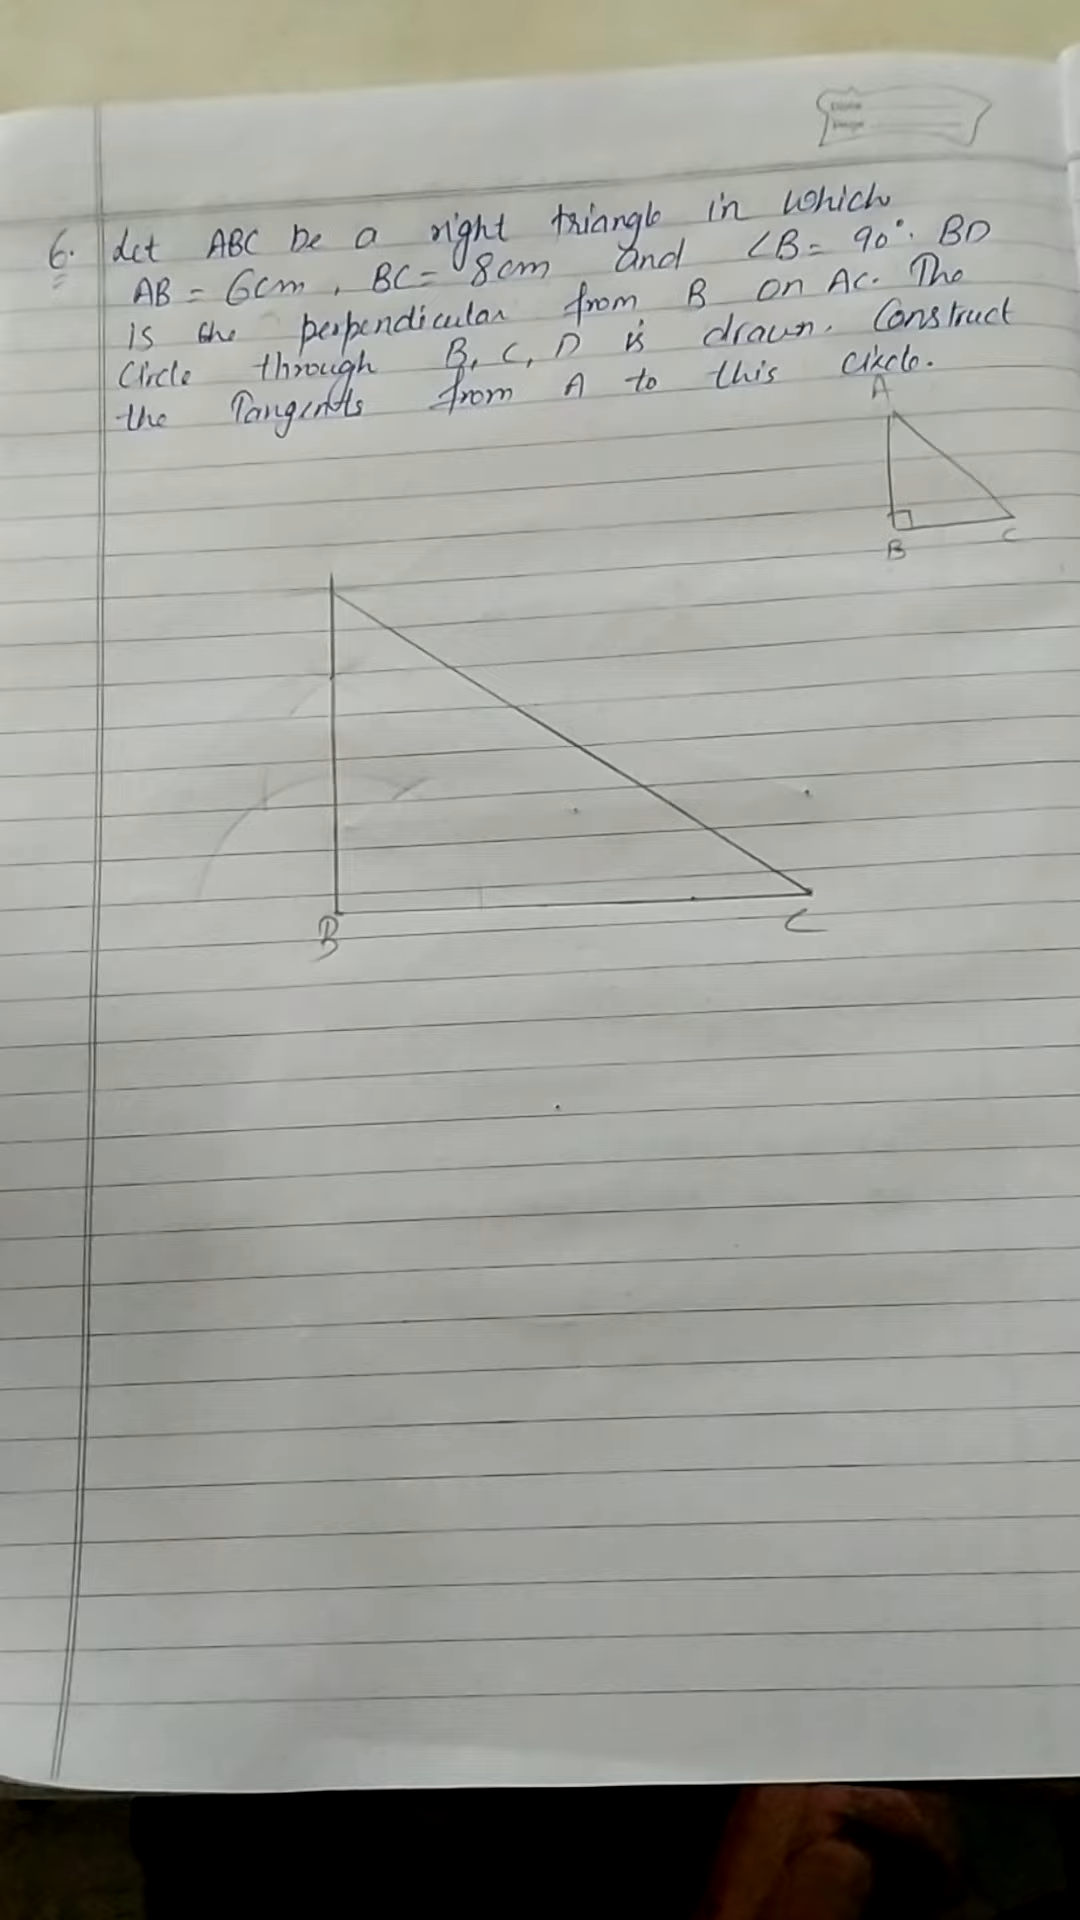 6. Let ABC be a right triangle in which
AB = 6cm, BC = 8cm and ∠B = 90°. BD
is the perpendicular from B on AC. The
Circle through B, C, D is drawn. Construct
the Tangents from A to this circle.
A
B C
B C